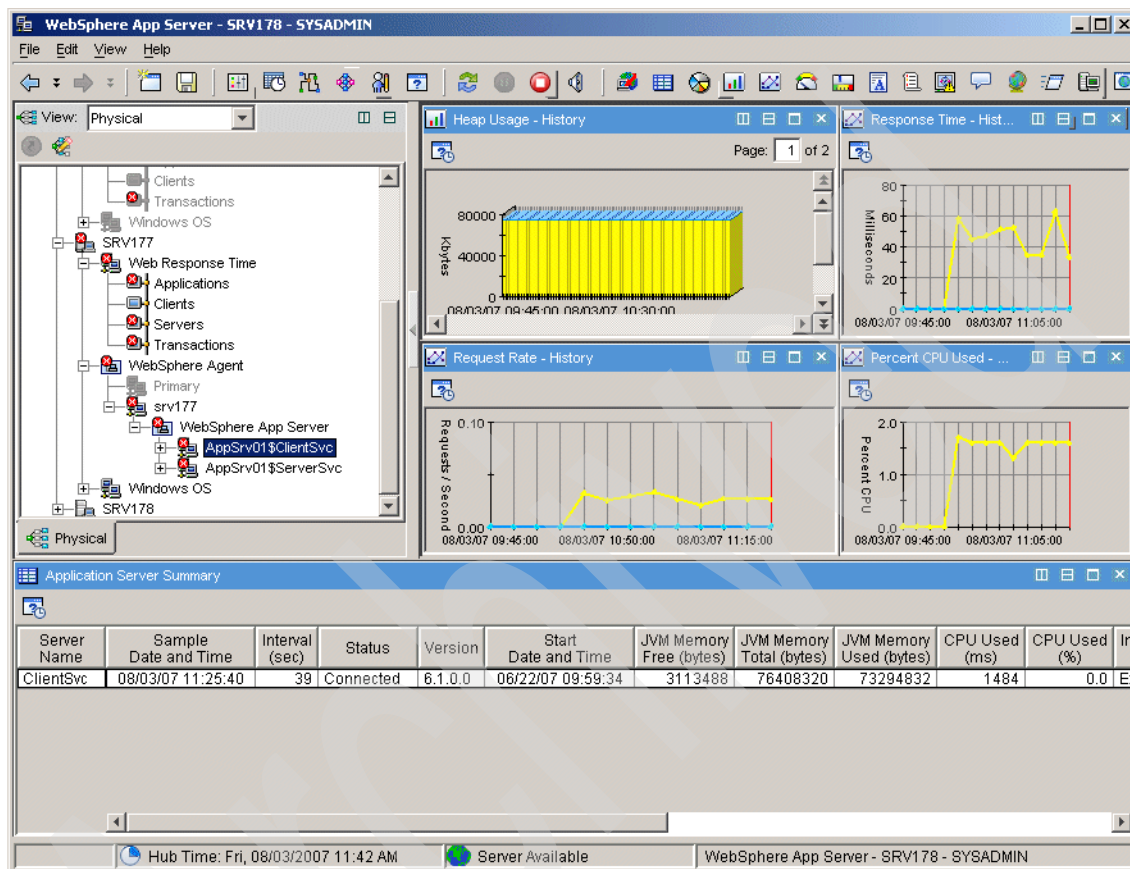 WebSphere App Server - SRV178 - SYSADMIN
File Edit View Help
View: Physical
Clients
Transactions
Windows OS
SRV177
Web Response Time
Applications
Clients
Servers
Transactions
WebSphere Agent
Primary
srv177
WebSphere App Server
AppSrv01$ClientSvc
AppSrv01$ServerSvc
Windows OS
SRV178
Physical
Heap Usage - History
Page: 1 of 2
80000
Kbytes
40000
0
08/03/07 09:45:00 08/03/07 10:30:00
Response Time - Hist...
80
Milliseconds
60
40
20
0
08/03/07 09:45:00 08/03/07 11:05:00
Request Rate - History
Requests / Second
0.10
0.00
08/03/07 09:45:00 08/03/07 10:50:00 08/03/07 11:15:00
Percent CPU Used - ...
2.0
Percent CPU
1.0
0.0
08/03/07 09:45:00 08/03/07 11:05:00
Application Server Summary
Server Name Sample Date and Time Interval (sec) Status Version Start Date and Time JVM Memory Free (bytes) JVM Memory Total (bytes) JVM Memory Used (bytes) CPU Used (ms) CPU Used (%)
ClientSvc 08/03/07 11:25:40 39 Connected 6.1.0.0 06/22/07 09:59:34 3113488 76408320 73294832 1484 0.0
Hub Time: Fri, 08/03/2007 11:42 AM Server Available WebSphere App Server - SRV178 - SYSADMIN